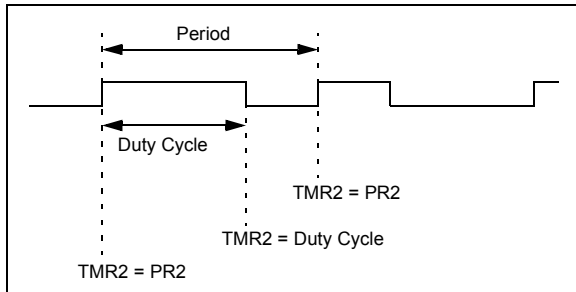 Period
Duty Cycle
TMR2 = PR2
TMR2 = Duty Cycle
TMR2 = PR2